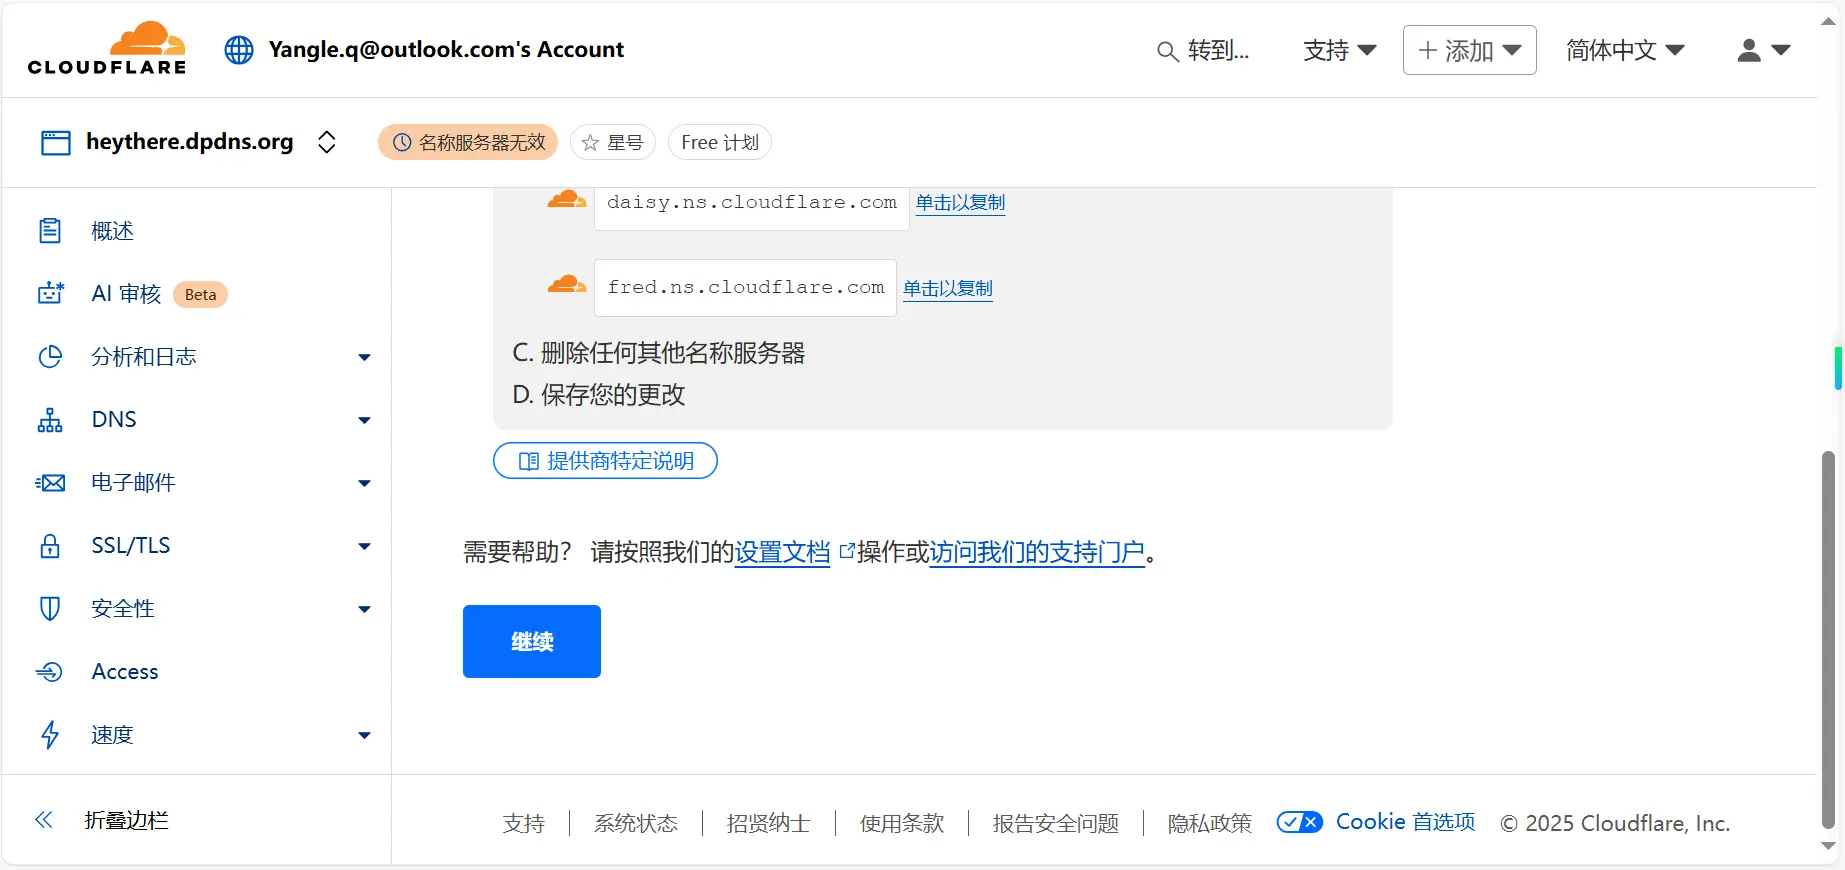 CLOUDFLARE
Yangle.q@outlook.com's Account
转到...
支持
添加
简体中文
heythere.dpdns.org
名称服务器无效
星号
Free 计划
概述
AI 审核 Beta
分析和日志
DNS
电子邮件
SSL/TLS
安全性
Access
速度
折叠边栏
daisy.ns.cloudflare.com 单击以复制
fred.ns.cloudflare.com 单击以复制
C. 删除任何其他名称服务器
D. 保存您的更改
提供商特定说明
需要帮助? 请按照我们的设置文档操作或访问我们的支持门户。
继续
支持
系统状态
招贤纳士
使用条款
报告安全问题
隐私政策
Cookie 首选项
© 2025 Cloudflare, Inc.